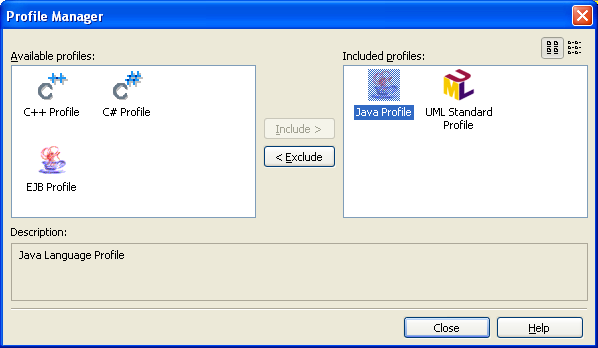 Profile Manager
Available profiles:
Included profiles:
C++ Profile
C# Profile
EJB Profile
Include >
< Exclude
Java Profile
UML Standard
Profile
Description:
Java Language Profile
Close
Help